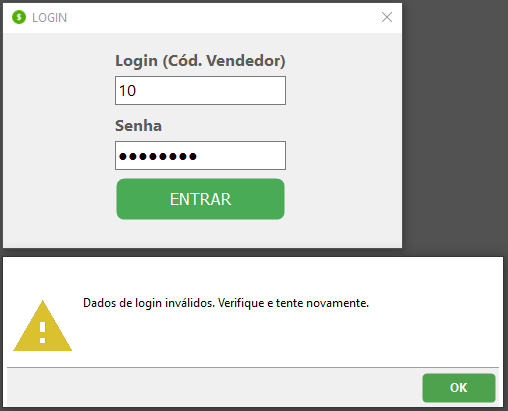 LOGIN
Login (Cód. Vendedor)
10
Senha
●●●●●●●●
ENTRAR
Dados de login inválidos. Verifique e tente novamente.
OK